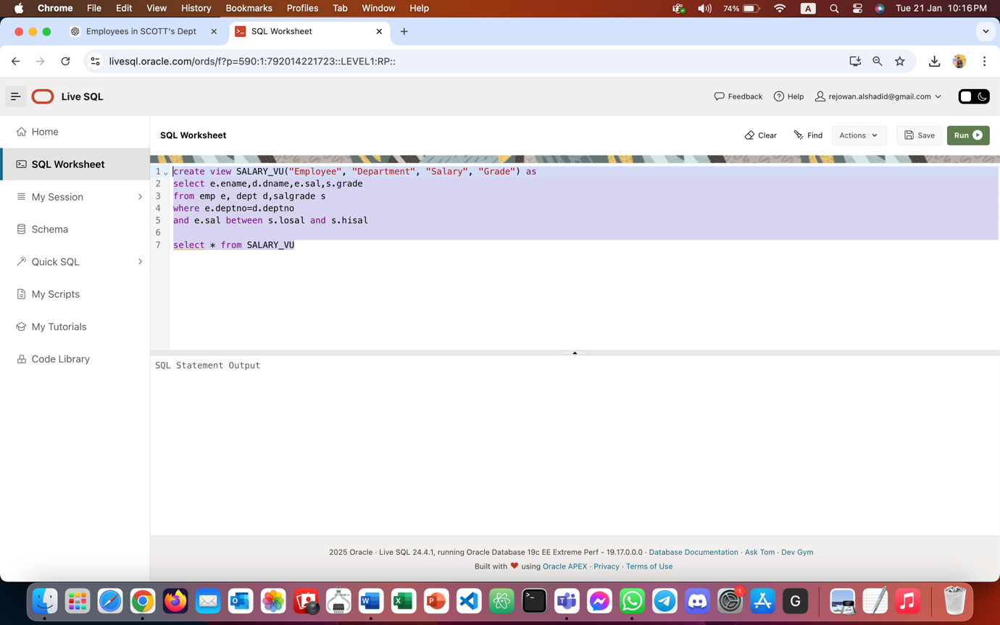 Chrome File Edit View History Bookmarks Profiles Tab Window Help 74% A Tue 21 Jan 10:16 PM
Employees in SCOTT's Dept SQL Worksheet
livesql.oracle.com/ords/f?p=590:1:792014221723::LEVEL1:RP::
Live SQL Feedback Help rejowan.alshadid@gmail.com
Home
SQL Worksheet
My Session
Schema
Quick SQL
My Scripts
My Tutorials
Code Library
SQL Worksheet Clear Find Actions Save Run
1 create view SALARY_VU("Employee", "Department", "Salary", "Grade") as
2 select e.ename,d.dname,e.sal,s.grade
3 from emp e, dept d,salgrade s
4 where e.deptno=d.deptno
5 and e.sal between s.losal and s.hisal
6
7 select * from SALARY_VU
SQL Statement Output
2025 Oracle · Live SQL 24.4.1, running Oracle Database 19c EE Extreme Perf - 19.17.0.0.0 · Database Documentation · Ask Tom · Dev Gym
Built with ❤ using Oracle APEX · Privacy · Terms of Use
W X P 1 G